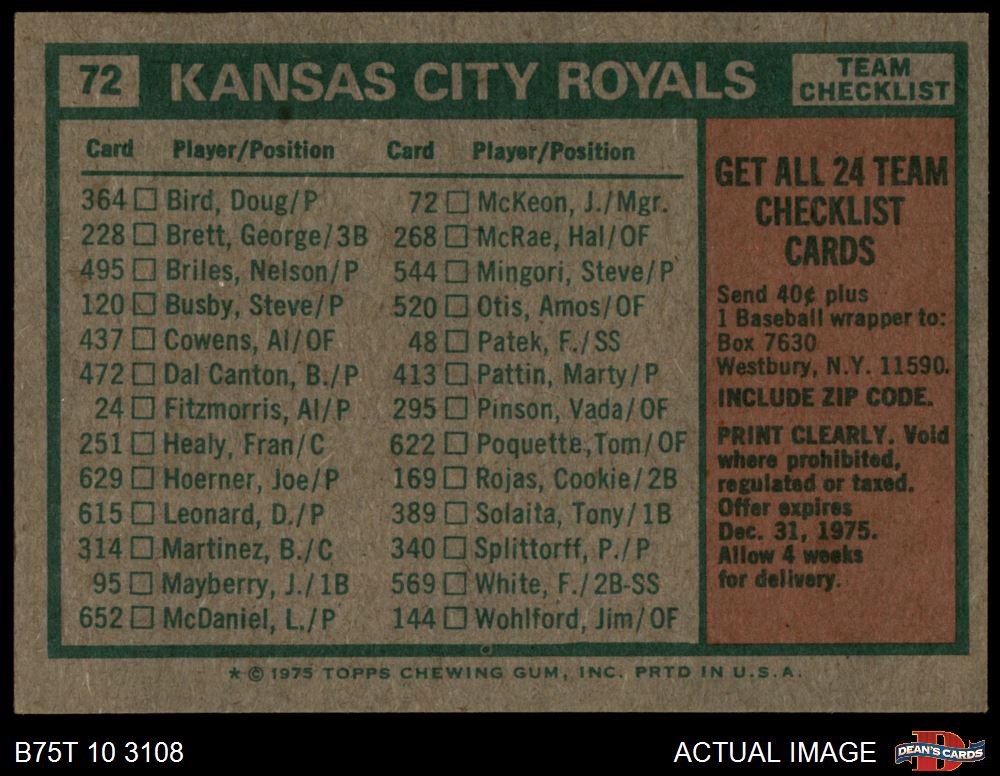 72 KANSAS CITY ROYALS TEAM CHECKLIST
Card Player/Position Card Player/Position
364 □ Bird, Doug/P 72 □ McKeon, J./Mgr.
228 □ Brett, George/3B 268 □ McRae, Hal/OF
495 □ Briles, Nelson/P 544 □ Mingori, Steve/P
120 □ Busby, Steve/P 520 □ Otis, Amos/OF
437 □ Cowens, Al/OF 48 □ Patek, F./SS
472 □ Dal Canton, B./P 413 □ Pattin, Marty/P
24 □ Fitzmorris, Al/P 295 □ Pinson, Vada/OF
251 □ Healy, Fran/C 622 □ Poquette, Tom/OF
629 □ Hoerner, Joe/P 169 □ Rojas, Cookie/2B
615 □ Leonard, D./P 389 □ Solaita, Tony/1B
314 □ Martinez, B./C 340 □ Splittorff, P./P
95 □ Mayberry, J./1B 569 □ White, F./2B-SS
652 □ McDaniel, L./P 144 □ Wohlford, Jim/OF
GET ALL 24 TEAM
CHECKLIST
CARDS
Send 40¢ plus
1 Baseball wrapper to:
Box 7630
Westbury, N.Y. 11590.
INCLUDE ZIP CODE.
PRINT CLEARLY. Void
where prohibited,
regulated or taxed.
Offer expires
Dec. 31, 1975.
Allow 4 weeks
for delivery.
* © 1975 TOPPS CHEWING GUM, INC. PRTD IN U.S.A.
B75T 10 3108 ACTUAL IMAGE DEAN'S CARDS